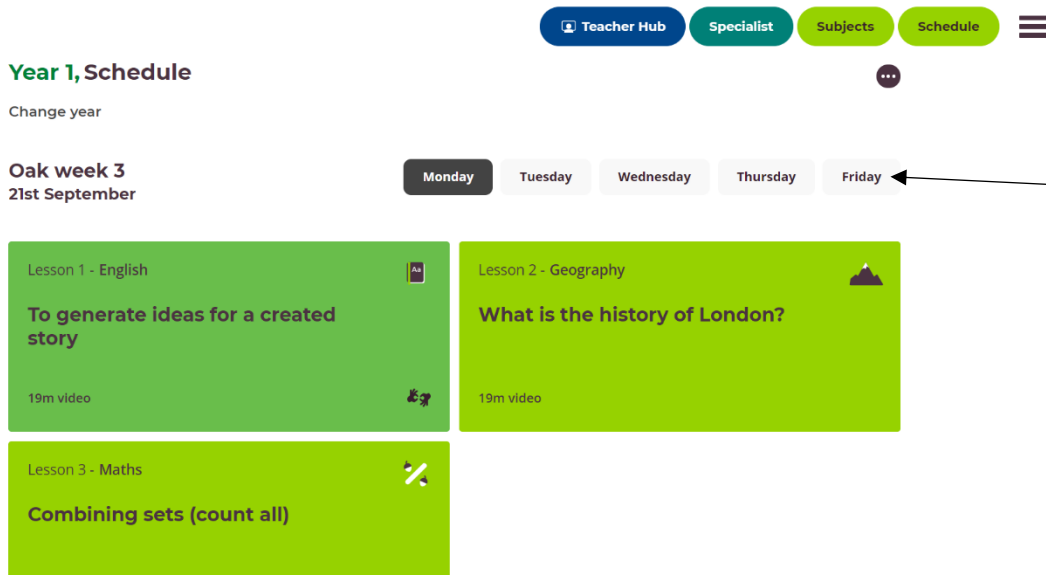 Teacher Hub
Specialist
Subjects
Schedule
Year 1, Schedule
Change year
Oak week 3
21st September
Monday
Tuesday
Wednesday
Thursday
Friday
Lesson 1 - English
Aa
To generate ideas for a created
story
19m video
Lesson 2 - Geography
What is the history of London?
19m video
Lesson 3 - Maths
Combining sets (count all)